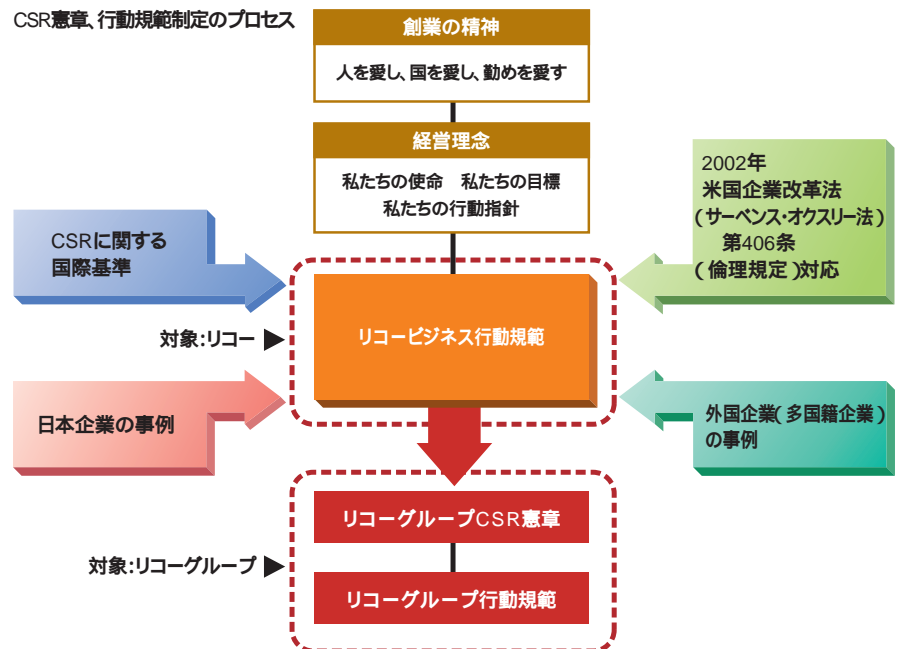 CSR憲章、行動規範制定のプロセス
創業の精神
人を愛し、国を愛し、勤めを愛す
経営理念
私たちの使命　私たちの目標
私たちの行動指針
CSRに関する
国際基準
2002年
米国企業改革法
(サーベンス・オクスリー法)
第406条
(倫理規定)対応
対象:リコー
リコービジネス行動規範
日本企業の事例
外国企業(多国籍企業)
の事例
リコーグループCSR憲章
対象:リコーグループ
リコーグループ行動規範